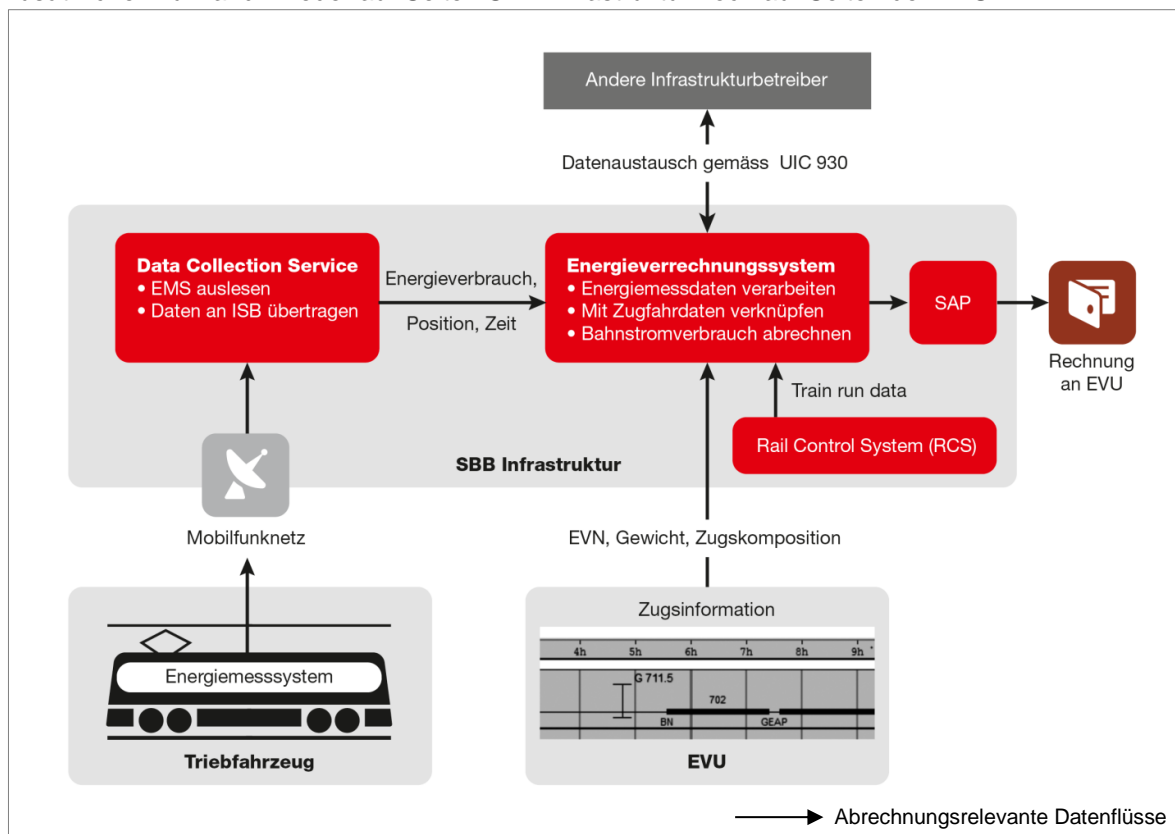 Andere Infrastrukturbetreiber
Datenaustausch gemäss UIC 930
Data Collection Service
• EMS auslesen
• Daten an ISB übertragen
Energieverbrauch,
Position, Zeit
Energieverrechnungssystem
• Energiemessdaten verarbeiten
• Mit Zugfahrdaten verknüpfen
• Bahnstromverbrauch abrechnen
SAP
Rechnung
an EVU
Train run data
Rail Control System (RCS)
SBB Infrastruktur
Mobilfunknetz
EVN, Gewicht, Zugskomposition
Zugsinformation
4h 5h 6h 7h 8h 9h
G 711.5
702
BN GEAP
Energiemesssystem
Triebfahrzeug
EVU
Abrechnungsrelevante Datenflüsse